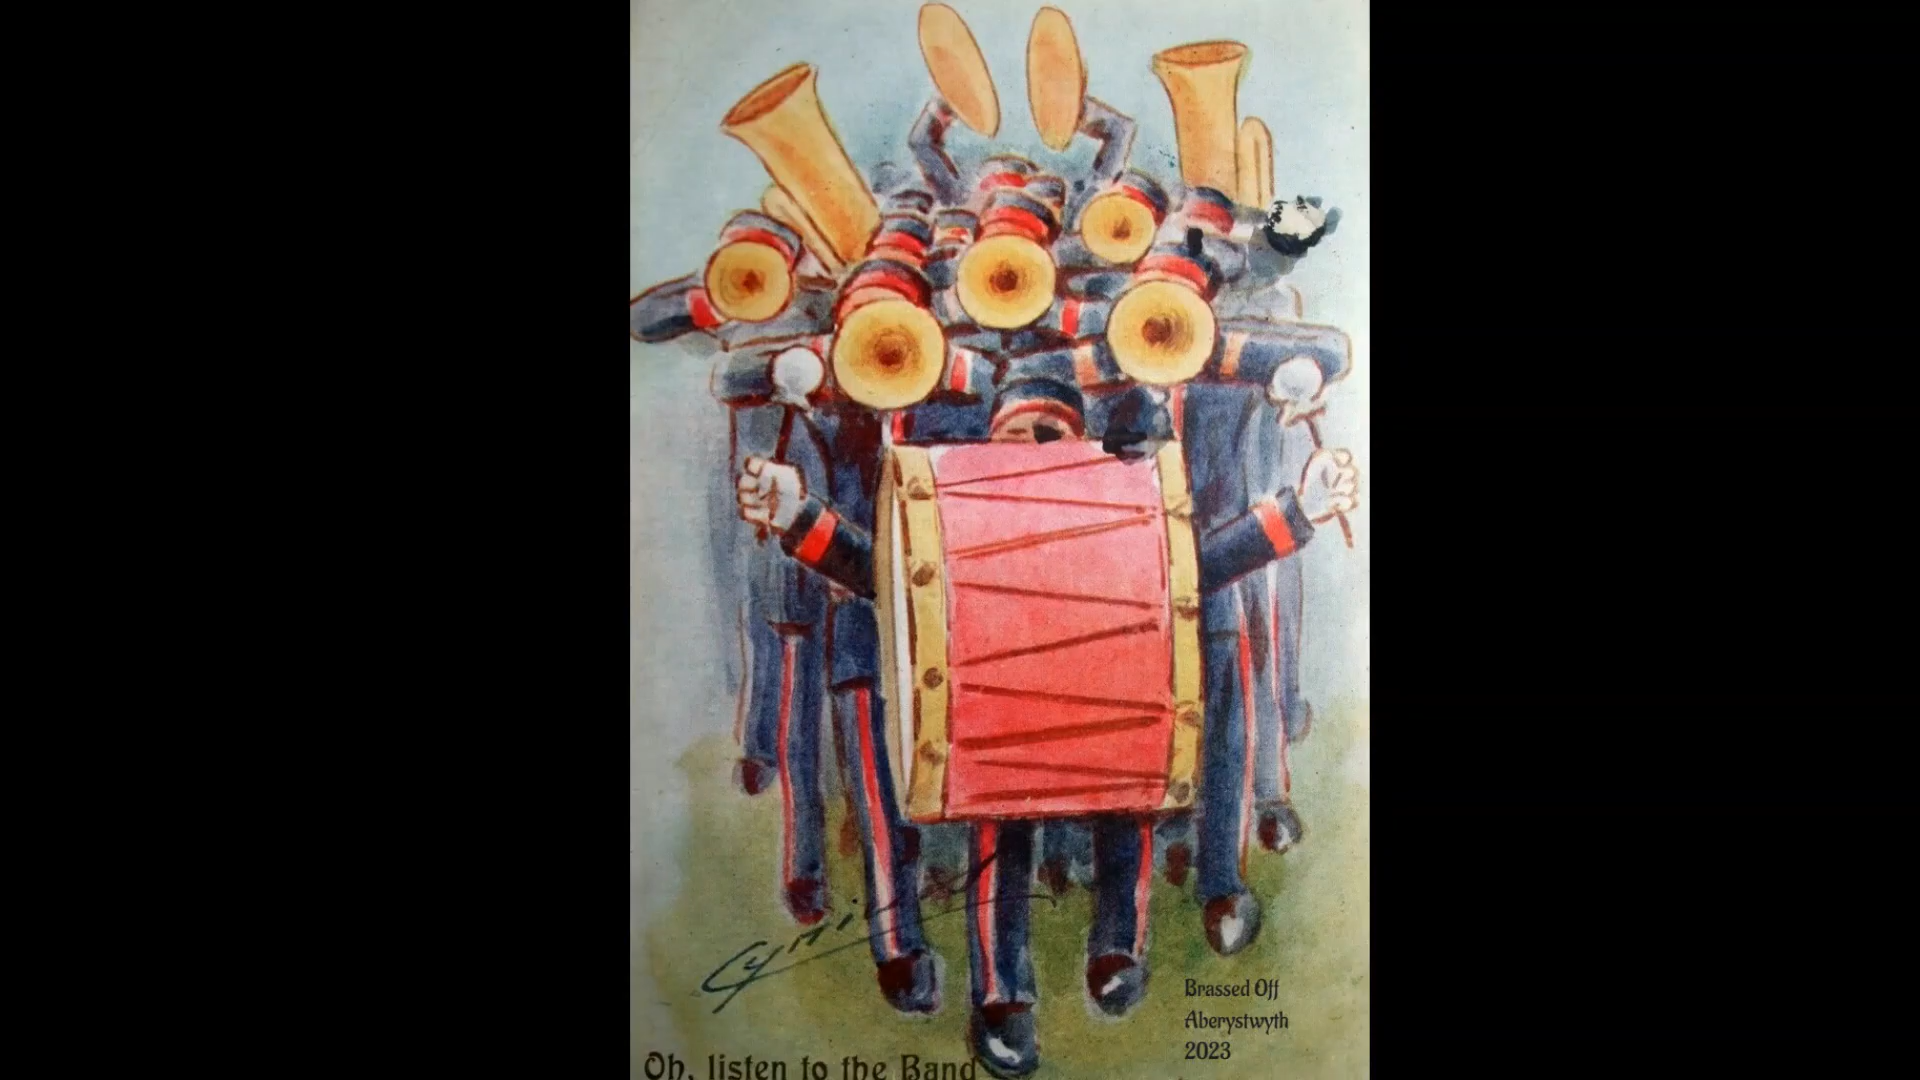 Brassed Off
Aberystwyth
2023
Oh, listen to the Band